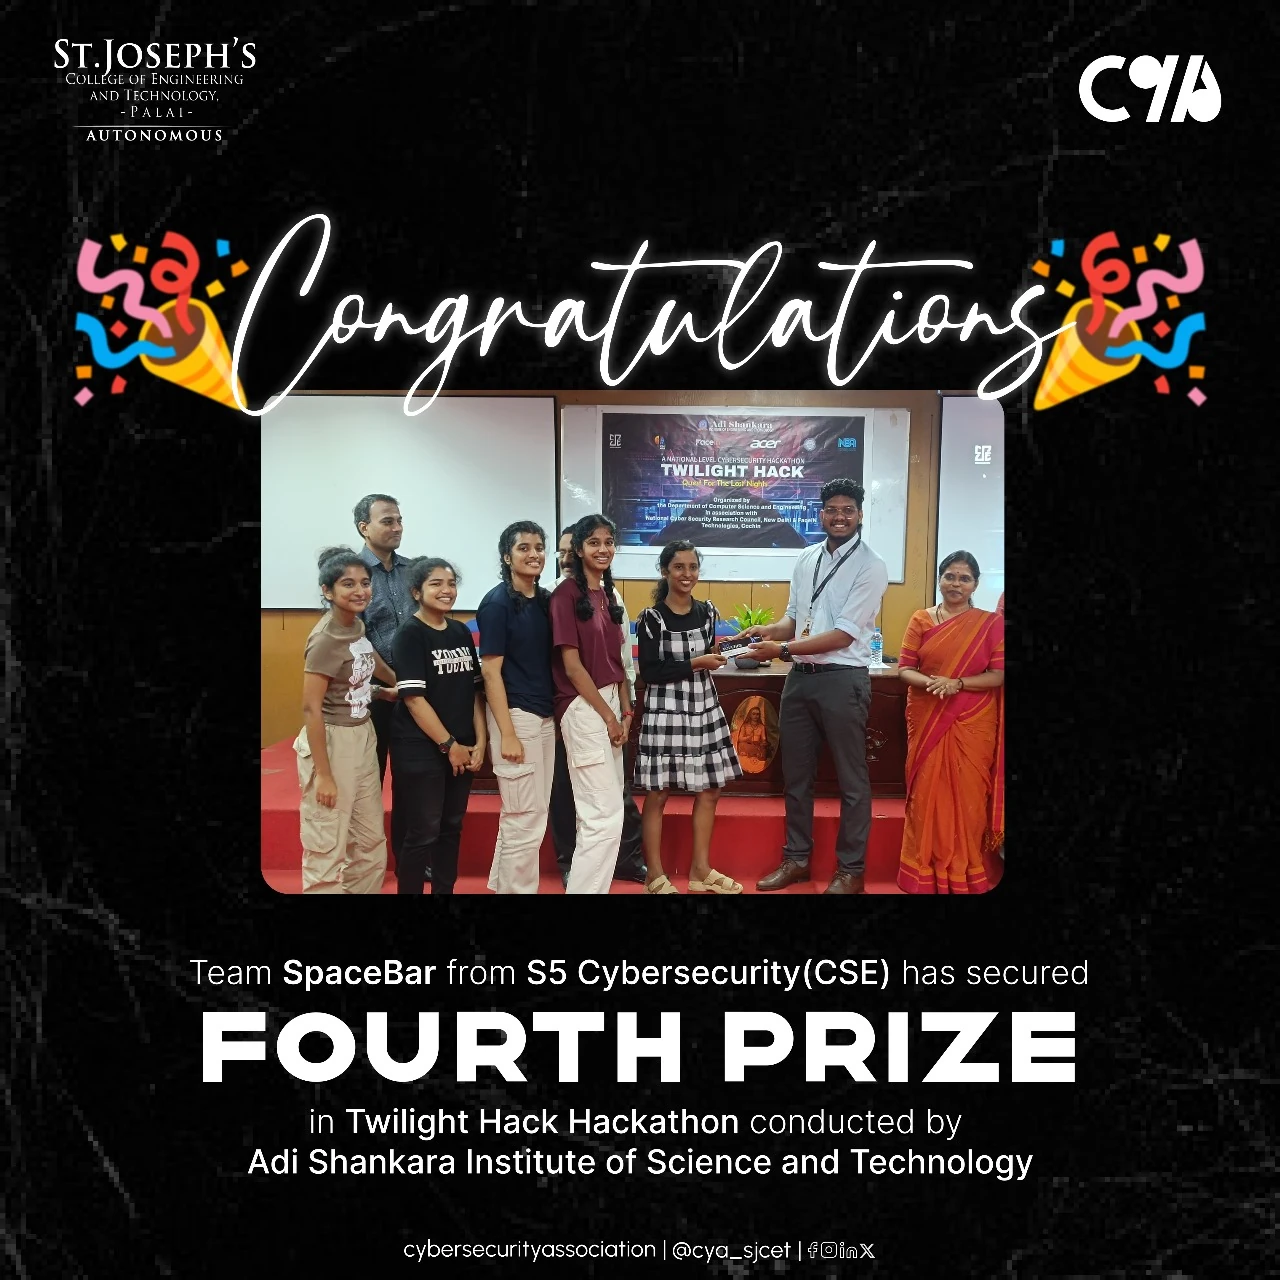 ST.JOSEPH'S
COLLEGE OF ENGINEERING
AND TECHNOLOGY,
-PALAI-
AUTONOMOUS
CYA
Congratulations
Adi Shankara
acer
A NATIONAL LEVEL CYBERSECURITY HACKATHON
TWILIGHT HACK
Quest For The Lost Nights
Organized by
the Department of Computer Science and Engineering
in association with
National Cyber Security Research Council, New Delhi &
Technologies, Cochin
Team SpaceBar from S5 Cybersecurity(CSE) has secured
FOURTH PRIZE
in Twilight Hack Hackathon conducted by
Adi Shankara Institute of Science and Technology
cybersecurityassociation | @cya_sjcet |